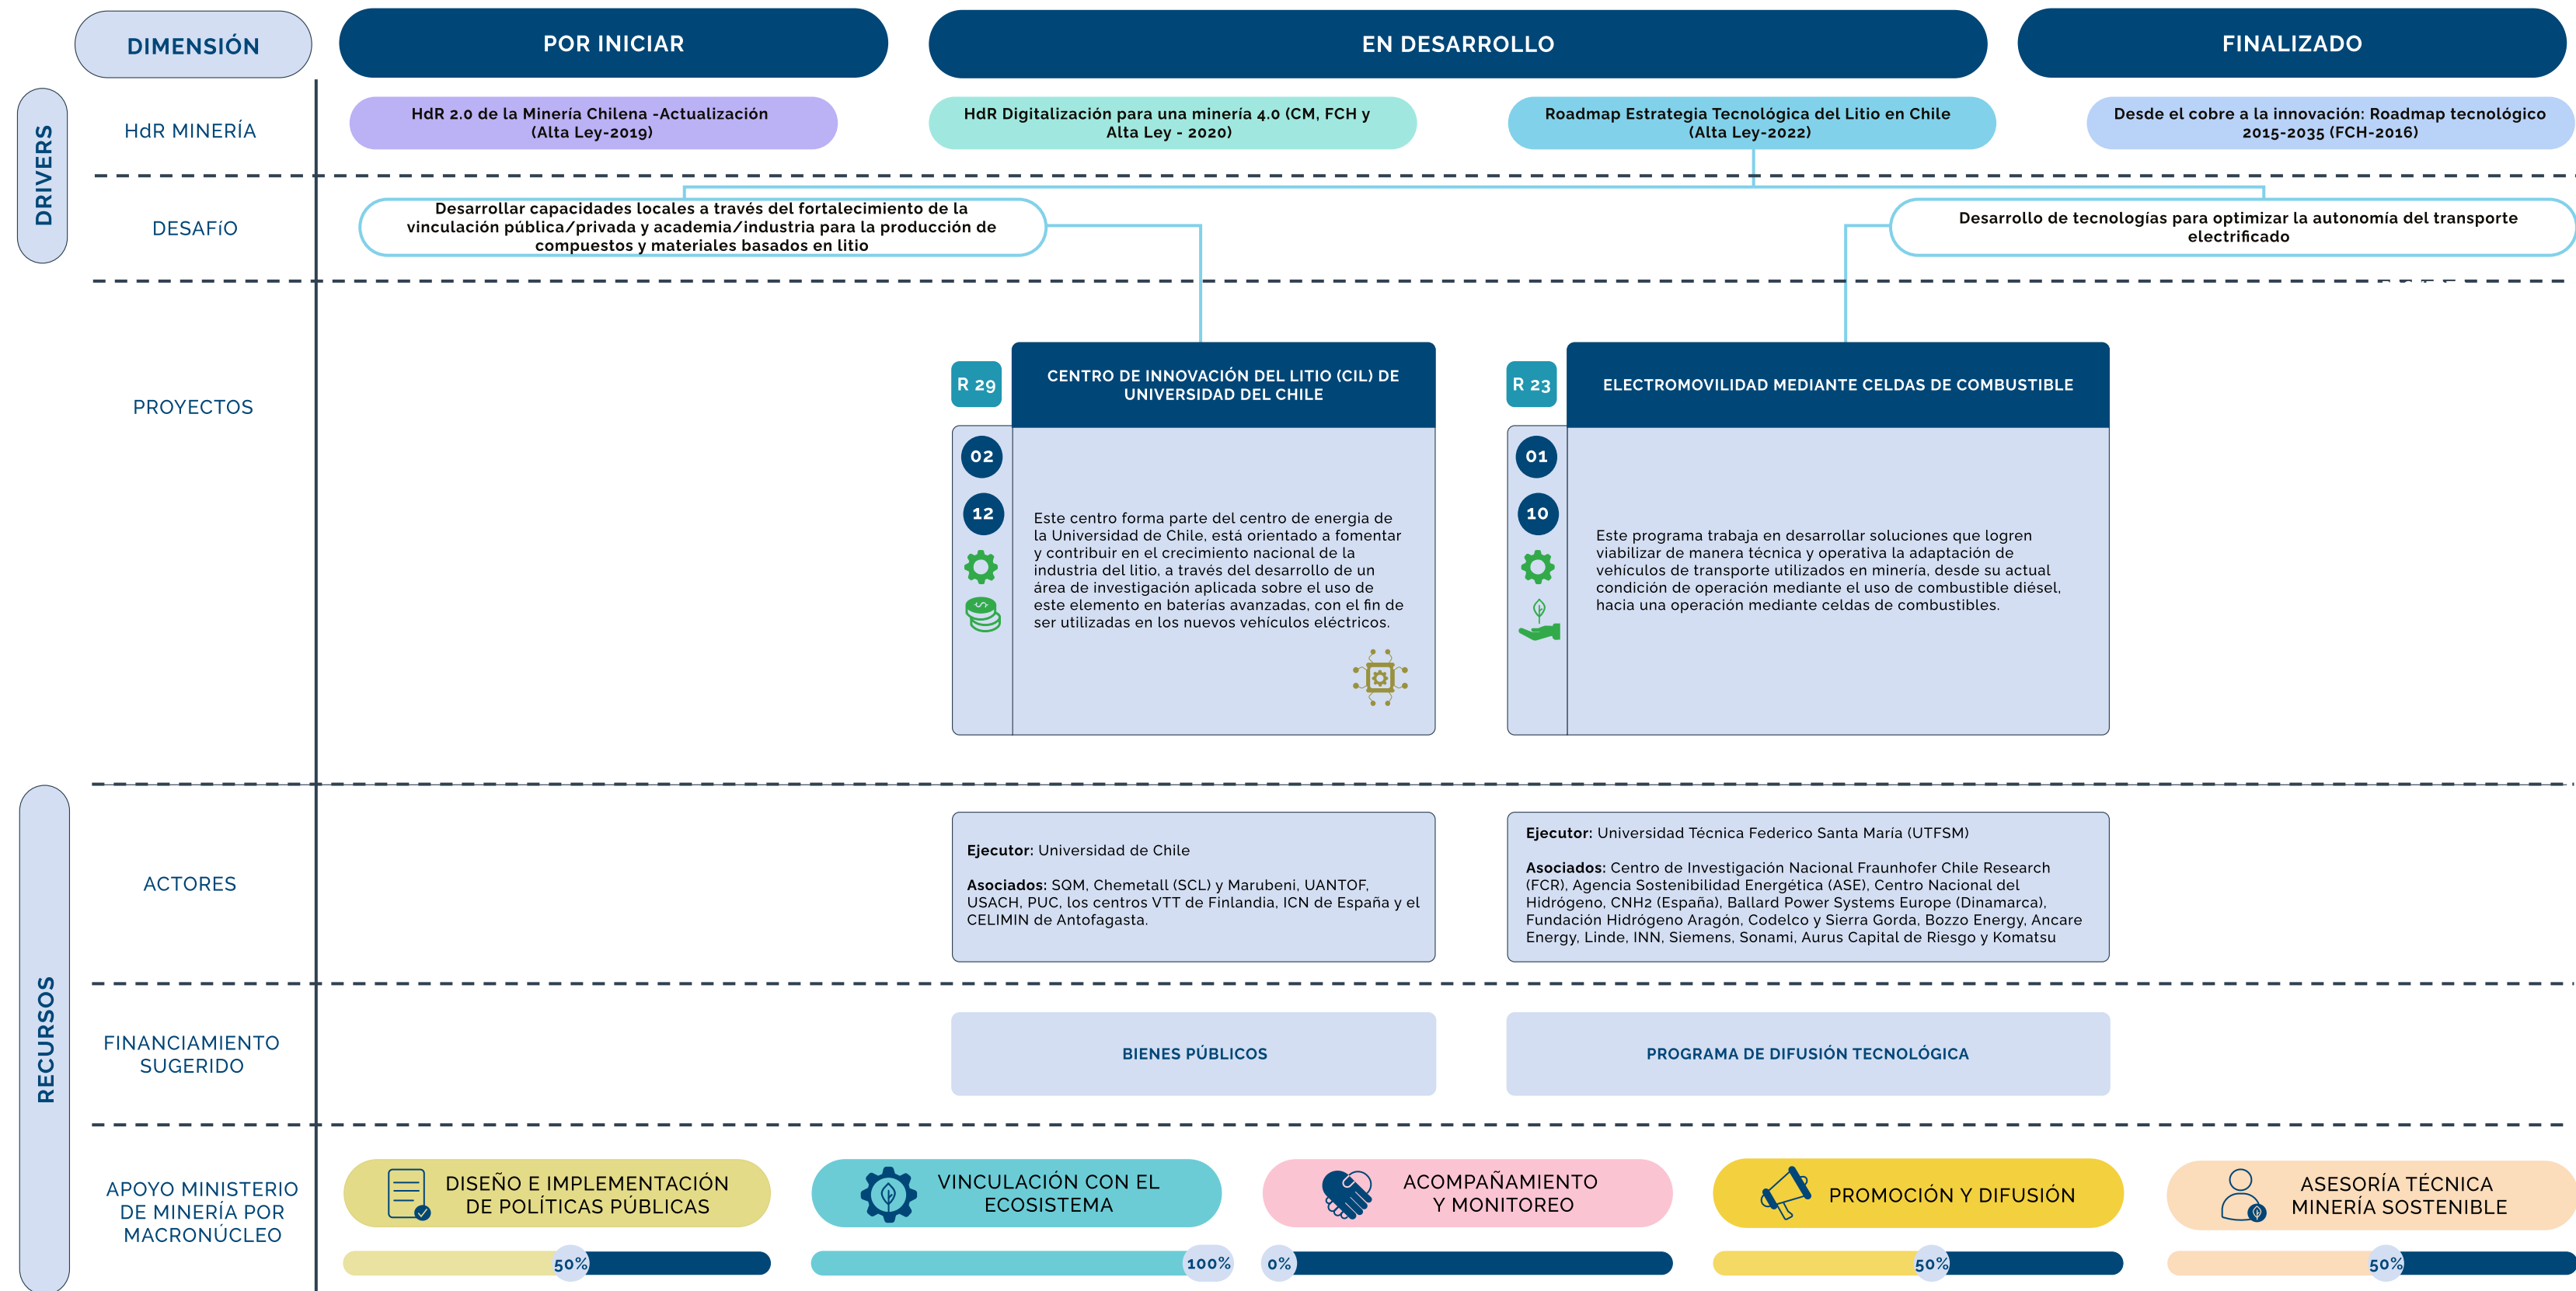 DIMENSIÓN
POR INICIAR
EN DESARROLLO
FINALIZADO
DRIVERS
HdR MINERÍA
HdR 2.0 de la Minería Chilena -Actualización
(Alta Ley-2019)
HdR Digitalización para una minería 4.0 (CM, FCH y
Alta Ley - 2020)
Roadmap Estrategia Tecnológica del Litio en Chile
(Alta Ley-2022)
Desde el cobre a la innovación: Roadmap tecnológico
2015-2035 (FCH-2016)
DESAFíO
Desarrollar capacidades locales a través del fortalecimiento de la
vinculación pública/privada y academia/industria para la producción de
compuestos y materiales basados en litio
Desarrollo de tecnologías para optimizar la autonomía del transporte
electrificado
PROYECTOS
R 29
CENTRO DE INNOVACIÓN DEL LITIO (CIL) DE
UNIVERSIDAD DEL CHILE
02
12
Este centro forma parte del centro de energia de
la Universidad de Chile, está orientado a fomentar
y contribuir en el crecimiento nacional de la
industria del litio, a través del desarrollo de un
área de investigación aplicada sobre el uso de
este elemento en baterías avanzadas, con el fin de
ser utilizadas en los nuevos vehículos eléctricos.
R 23
ELECTROMOVILIDAD MEDIANTE CELDAS DE COMBUSTIBLE
01
10
Este programa trabaja en desarrollar soluciones que logren
viabilizar de manera técnica y operativa la adaptación de
vehículos de transporte utilizados en minería, desde su actual
condición de operación mediante el uso de combustible diésel,
hacia una operación mediante celdas de combustibles.
RECURSOS
ACTORES
Ejecutor: Universidad de Chile
Asociados: SQM, Chemetall (SCL) y Marubeni, UANTOF,
USACH, PUC, los centros VTT de Finlandia, ICN de España y el
CELIMIN de Antofagasta.
Ejecutor: Universidad Técnica Federico Santa María (UTFSM)
Asociados: Centro de Investigación Nacional Fraunhofer Chile Research
(FCR), Agencia Sostenibilidad Energética (ASE), Centro Nacional del
Hidrógeno, CNH2 (España), Ballard Power Systems Europe (Dinamarca),
Fundación Hidrógeno Aragón, Codelco y Sierra Gorda, Bozzo Energy, Ancare
Energy, Linde, INN, Siemens, Sonami, Aurus Capital de Riesgo y Komatsu
FINANCIAMIENTO
SUGERIDO
BIENES PÚBLICOS
PROGRAMA DE DIFUSIÓN TECNOLÓGICA
APOYO MINISTERIO
DE MINERÍA POR
MACRONÚCLEO
DISEÑO E IMPLEMENTACIÓN
DE POLÍTICAS PÚBLICAS
VINCULACIÓN CON EL
ECOSISTEMA
ACOMPAÑAMIENTO
Y MONITOREO
PROMOCIÓN Y DIFUSIÓN
ASESORÍA TÉCNICA
MINERÍA SOSTENIBLE
50%
100%
0%
50%
50%